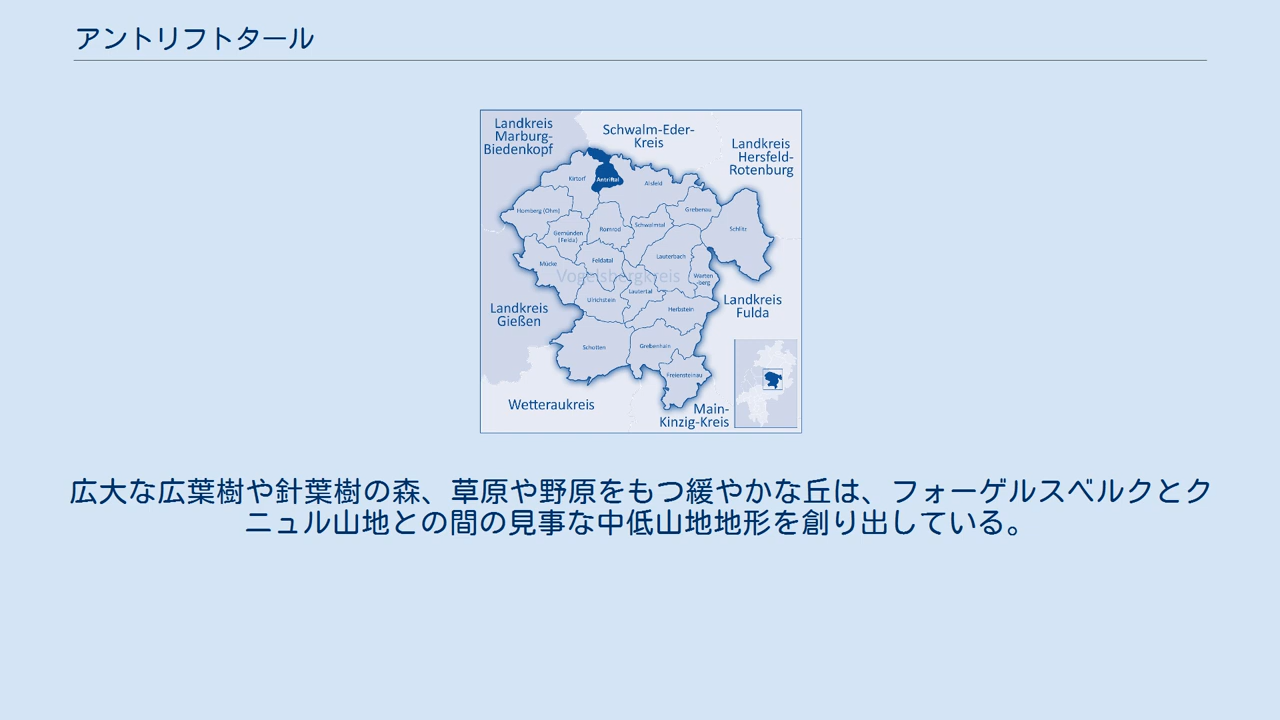 アントリフトタール
Landkreis
Marburg-
Biedenkopf
Schwalm-Eder-
Kreis
Landkreis
Hersfeld-
Rotenburg
Kirtorf
Antrifttal
Alsfeld
Homberg (Ohm)
Grebenau
Gemünden
(Felda)
Romrod
Schwalmtal
Schlitz
Mücke
Feldatal
Lauterbach
Vogelsbergkreis
Warten
-berg
Ulrichstein
Lautertal
Herbstein
Landkreis
Gießen
Landkreis
Fulda
Schotten
Grebenhain
Freiensteinau
Wetteraukreis
Main-
Kinzig-Kreis
広大な広葉樹や針葉樹の森、草原や野原をもつ緩やかな丘は、フォーゲルスベルクとク
ニュル山地との間の見事な中低山地地形を創り出している。